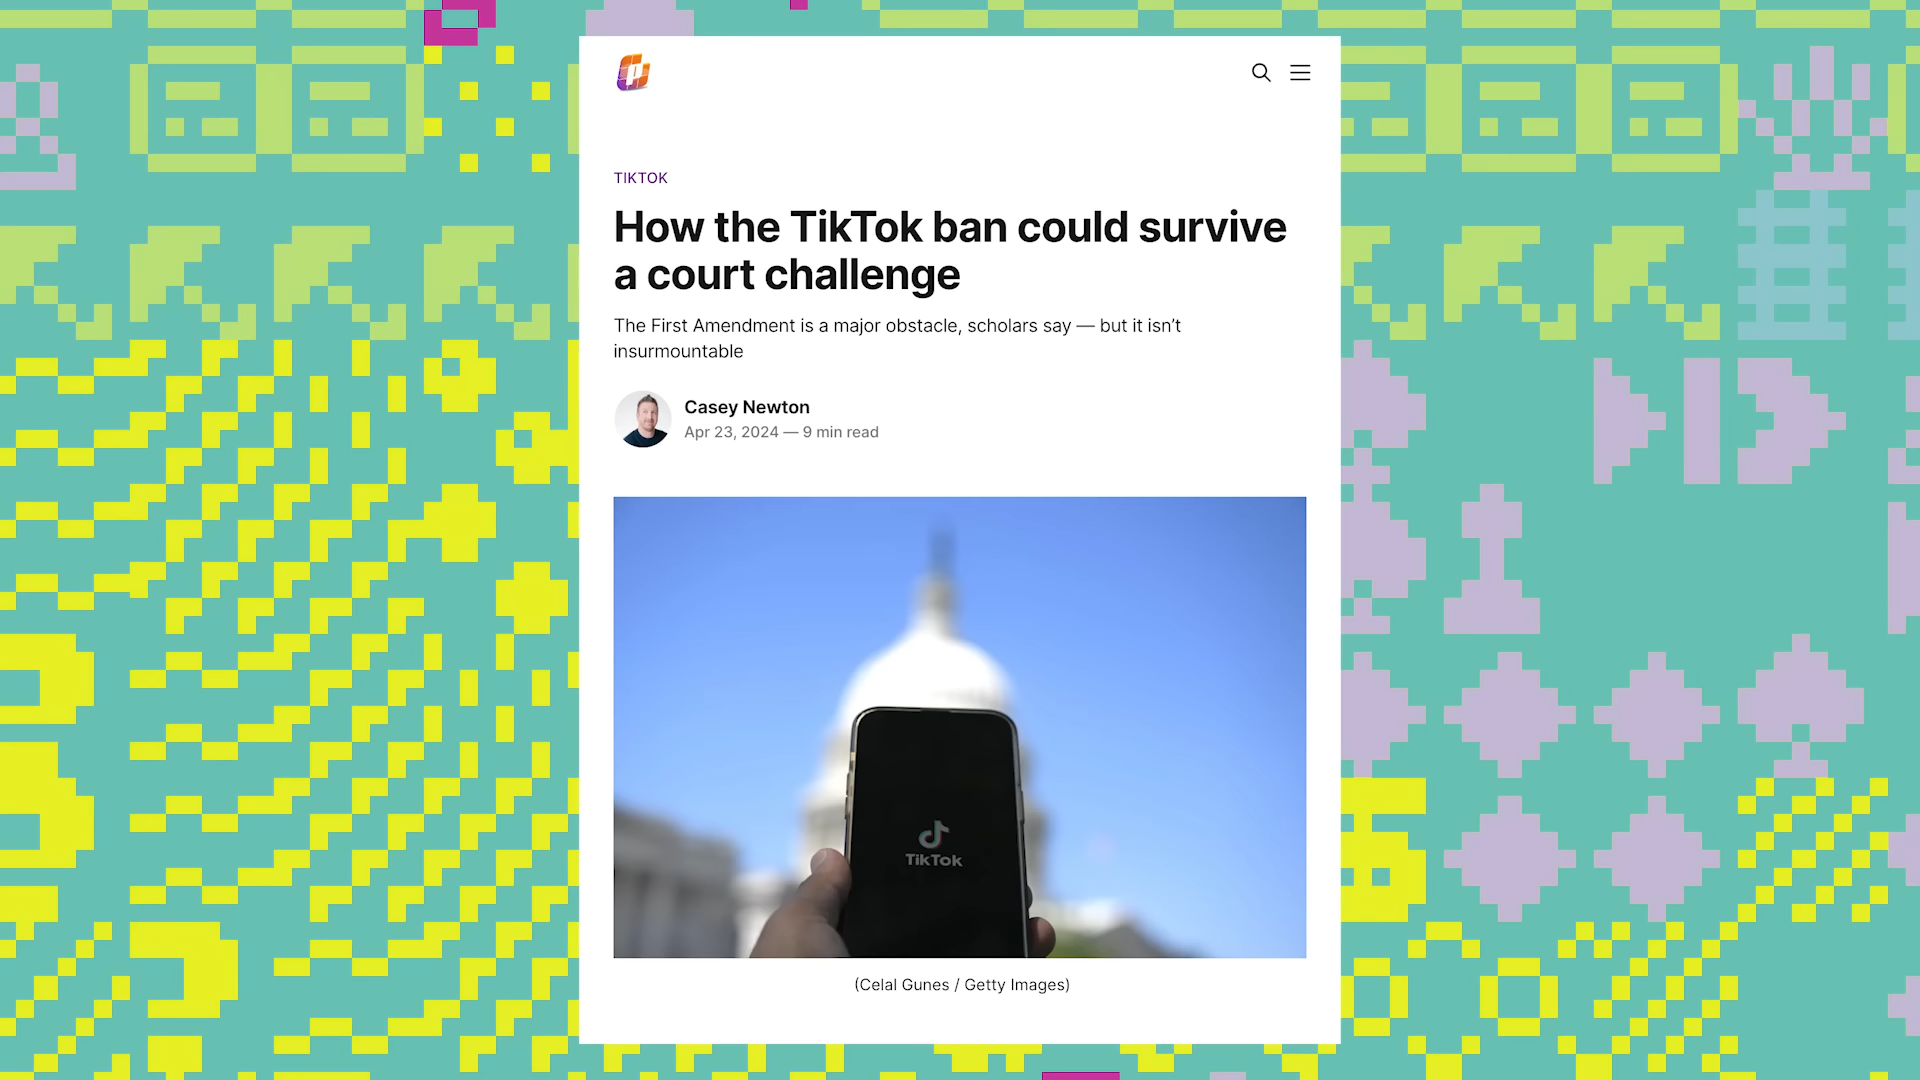 TIKTOK
How the TikTok ban could survive
a court challenge
The First Amendment is a major obstacle, scholars say — but it isn’t
insurmountable
Casey Newton
Apr 23, 2024 — 9 min read
TikTok
(Celal Gunes / Getty Images)